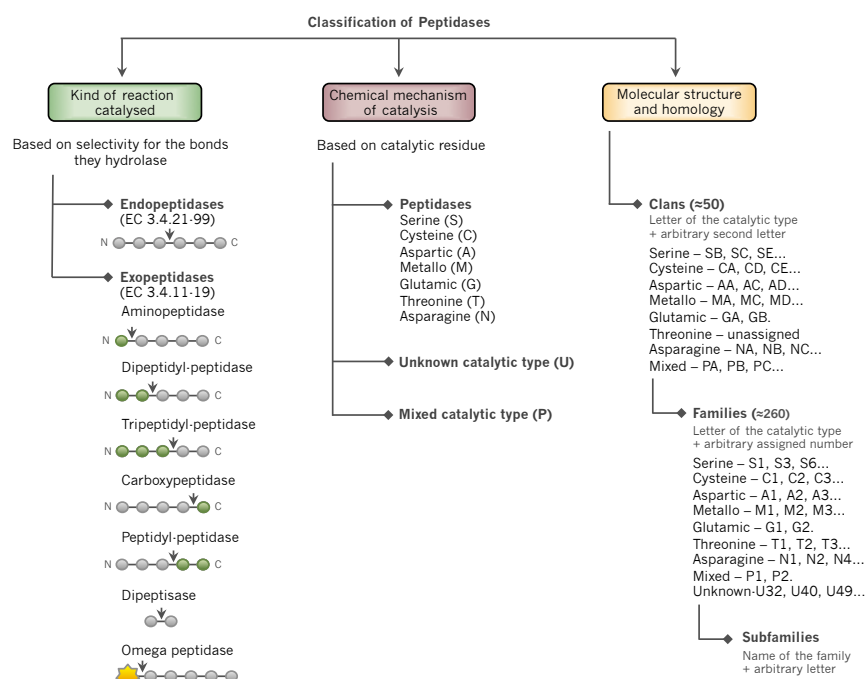 Classification of Peptidases
Kind of reaction
catalysed
Based on selectivity for the bonds
they hydrolase
Endopeptidases
(EC 3.4.21-99)
N C
Exopeptidases
(EC 3.4.11-19)
Aminopeptidase
N C
Dipeptidyl-peptidase
N C
Tripeptidyl-peptidase
N C
Carboxypeptidase
N C
Peptidyl-peptidase
N C
Dipeptisase
Omega peptidase
Chemical mechanism
of catalysis
Based on catalytic residue
Peptidases
Serine (S)
Cysteine (C)
Aspartic (A)
Metallo (M)
Glutamic (G)
Threonine (T)
Asparagine (N)
Unknown catalytic type (U)
Mixed catalytic type (P)
Molecular structure
and homology
Clans (≈50)
Letter of the catalytic type
+ arbitrary second letter
Serine – SB, SC, SE...
Cysteine – CA, CD, CE...
Aspartic – AA, AC, AD...
Metallo – MA, MC, MD...
Glutamic – GA, GB.
Threonine – unassigned
Asparagine – NA, NB, NC...
Mixed – PA, PB, PC...
Families (≈260)
Letter of the catalytic type
+ arbitrary assigned number
Serine – S1, S3, S6...
Cysteine – C1, C2, C3...
Aspartic – A1, A2, A3...
Metallo – M1, M2, M3...
Glutamic – G1, G2.
Threonine – T1, T2, T3...
Asparagine – N1, N2, N4...
Mixed – P1, P2.
Unknown-U32, U40, U49...
Subfamilies
Name of the family
+ arbitrary letter